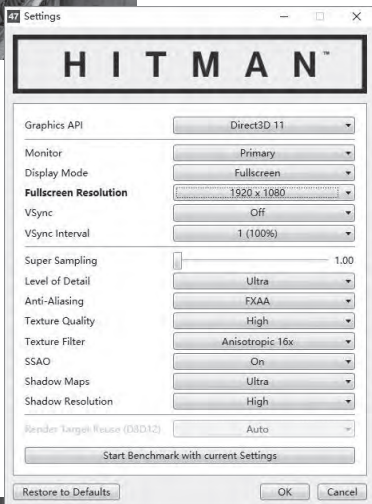 47 Settings
HITMAN™
Graphics API Direct3D 11
Monitor Primary
Display Mode Fullscreen
Fullscreen Resolution 1920 x 1080
VSync Off
VSync Interval 1 (100%)
Super Sampling 1.00
Level of Detail Ultra
Anti-Aliasing FXAA
Texture Quality High
Texture Filter Anisotropic 16x
SSAO On
Shadow Maps Ultra
Shadow Resolution High
Render Target Reuse (D3D12) Auto
Start Benchmark with current Settings
Restore to Defaults OK Cancel